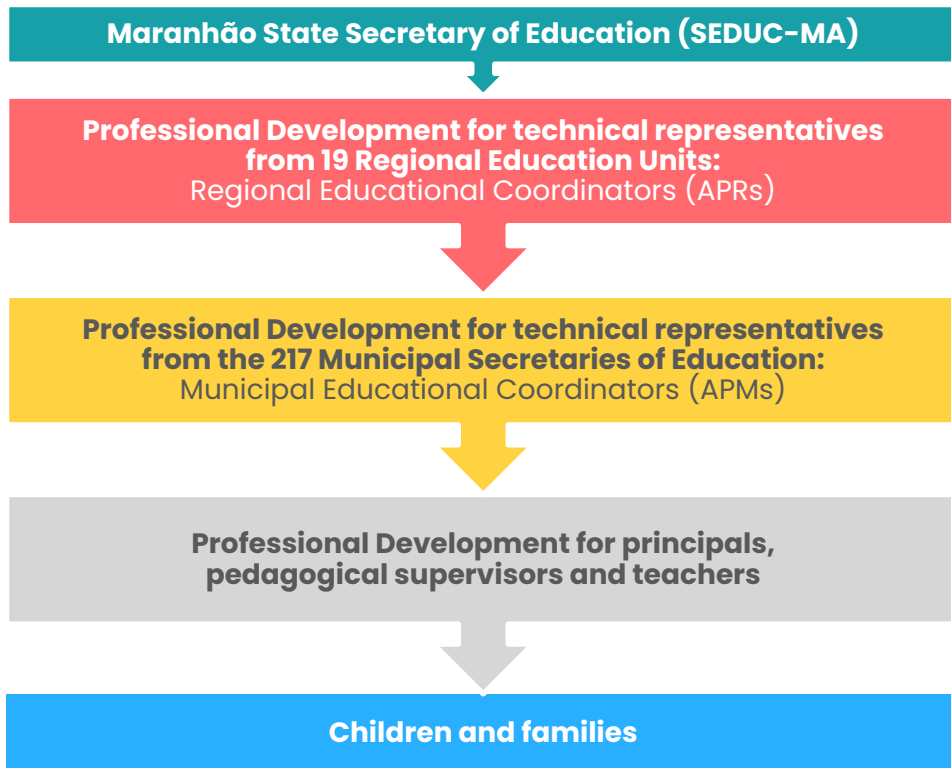 Maranhão State Secretary of Education (SEDUC-MA)
Professional Development for technical representatives
from 19 Regional Education Units:
Regional Educational Coordinators (APRs)
Professional Development for technical representatives
from the 217 Municipal Secretaries of Education:
Municipal Educational Coordinators (APMs)
Professional Development for principals,
pedagogical supervisors and teachers
Children and families